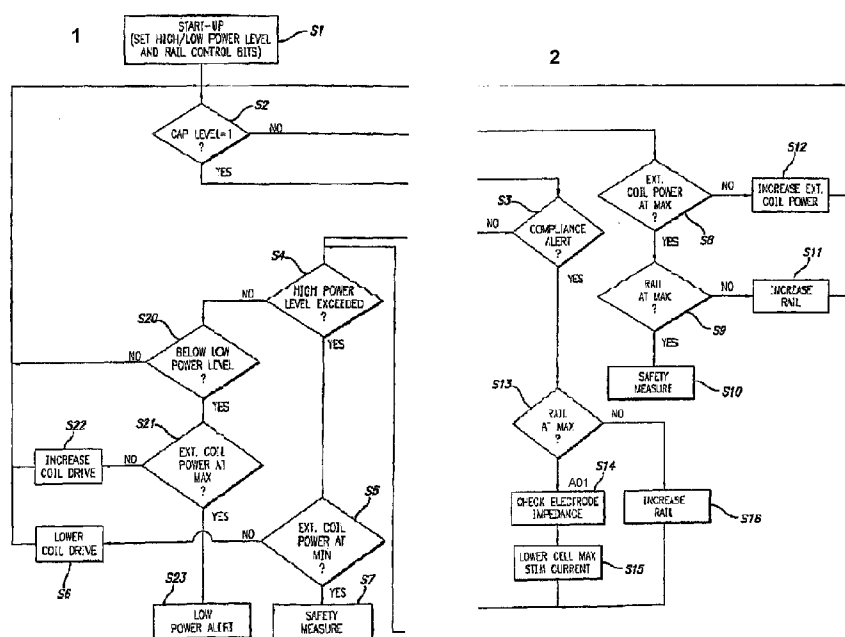 1
START-UP
(SET HIGH/LOW POWER LEVEL
AND RAIL CONTROL BITS)
S1
S2
CAP LEVEL=1
?
NO
YES
S4
HIGH POWER
LEVEL EXCEEDED
?
NO
YES
S20
BELOW LOW
POWER LEVEL
?
NO
YES
S21
EXT. COIL
POWER AT
MAX
?
NO
YES
S22
INCREASE
COIL DRIVE
S5
EXT. COIL
POWER AT
MIN
?
NO
YES
LOWER
COIL DRIVE
S6
S23
LOW
POWER ALERT
S7
SAFETY
MEASURE
2
S3
COMPLIANCE
ALERT
?
NO
YES
EXT.
COIL POWER
AT MAX
?
S8
NO
YES
S12
INCREASE EXT.
COIL POWER
RAIL
AT MAX
?
S9
NO
YES
S11
INCREASE
RAIL
SAFETY
MEASURE
S10
S13
RAIL
AT MAX
?
NO
YES
A01
S14
CHECK ELECTRODE
IMPEDANCE
LOWER CELL MAX
STIM CURRENT
S15
INCREASE
RAIL
S16